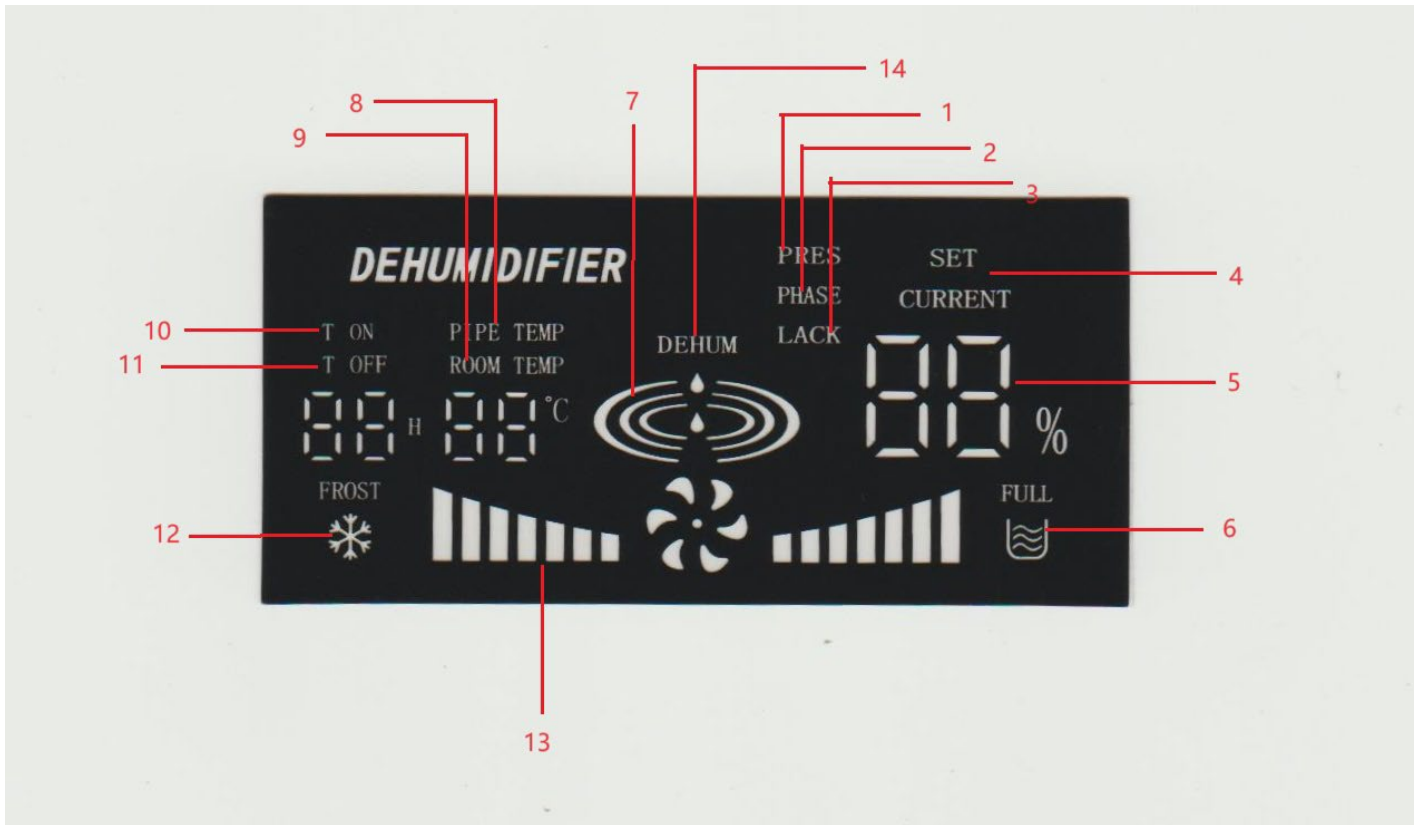 14
8
7
1
9
2
3
DEHUMIDIFIER
PRES
SET
4
PHASE
CURRENT
10
T ON
PIPE TEMP
LACK
DEHUM
11
T OFF
ROOM TEMP
88 H
88 °C
88 %
5
FROST
FULL
12
6
13